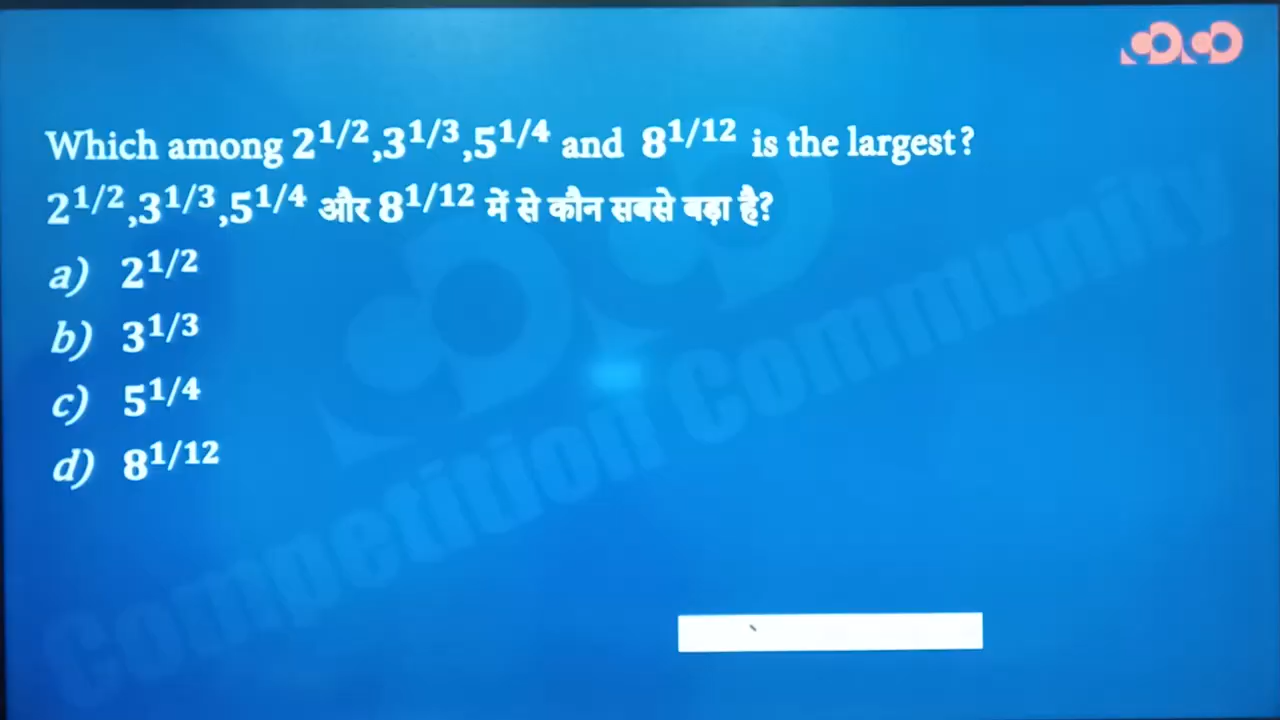 Which among 2^1/2,3^1/3,5^1/4 and 8^1/12 is the largest?
2^1/2,3^1/3,5^1/4 और 8^1/12 में से कौन सबसे बड़ा है?
a) 2^1/2
b) 3^1/3
c) 5^1/4
d) 8^1/12
Competition Community